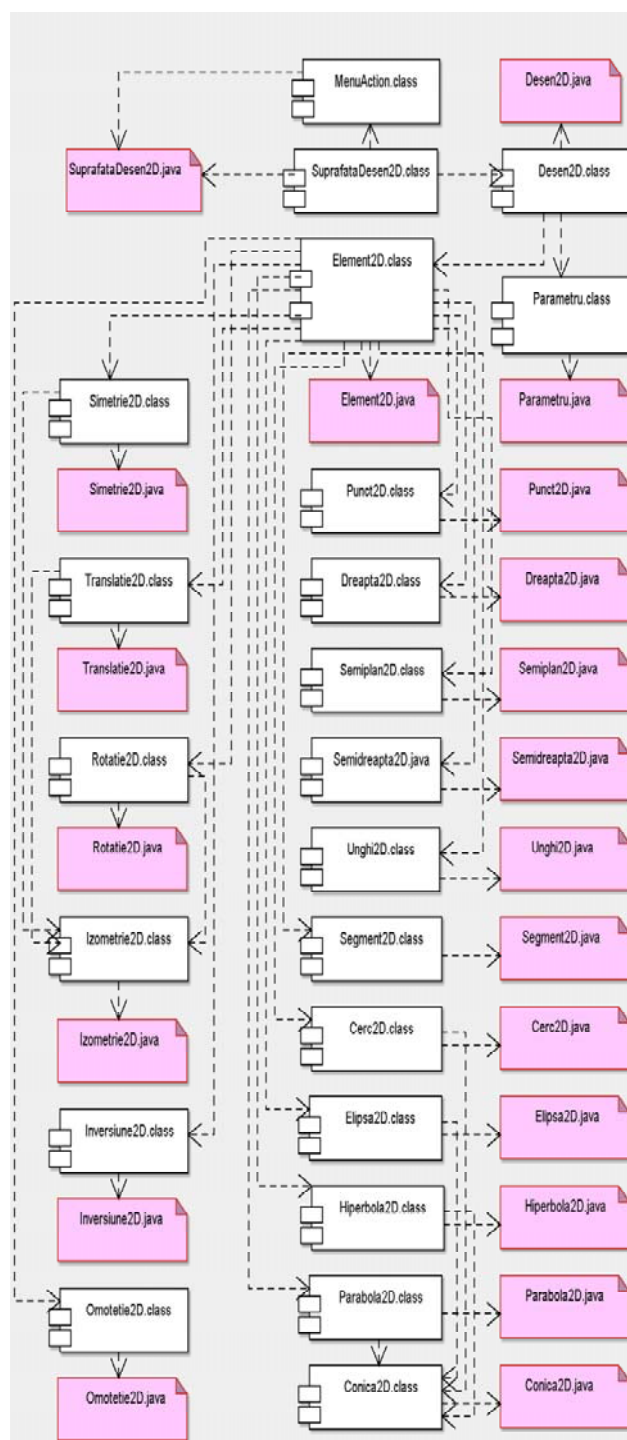 MenuAction.class
Desen2D.java
SuprafataDesen2D.java
SuprafataDesen2D.class
Desen2D.class
Element2D.class
Parametru.class
Simetrie2D.class
Element2D.java
Parametru.java
Simetrie2D.java
Punct2D.class
Punct2D.java
Translatie2D.class
Dreapta2D.class
Dreapta2D.java
Translatie2D.java
Semiplan2D.class
Semiplan2D.java
Rotatie2D.class
Semidreapta2D.java
Semidreapta2D.java
Rotatie2D.java
Unghi2D.class
Unghi2D.java
Izometrie2D.class
Segment2D.class
Segment2D.java
Izometrie2D.java
Cerc2D.class
Cerc2D.java
Inversiune2D.class
Elipsa2D.class
Elipsa2D.java
Inversiune2D.java
Hiperbola2D.class
Hiperbola2D.java
Omotetie2D.class
Parabola2D.class
Parabola2D.java
Omotetie2D.java
Conica2D.class
Conica2D.java